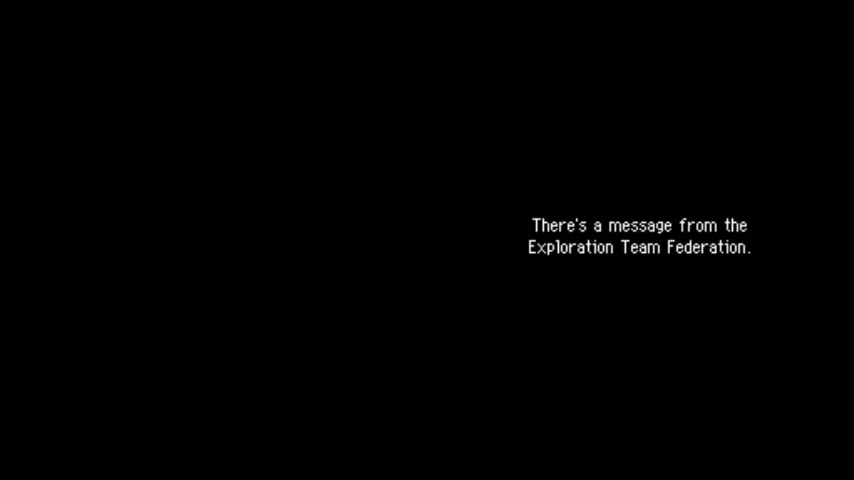 There's a message from the
Exploration Team Federation.